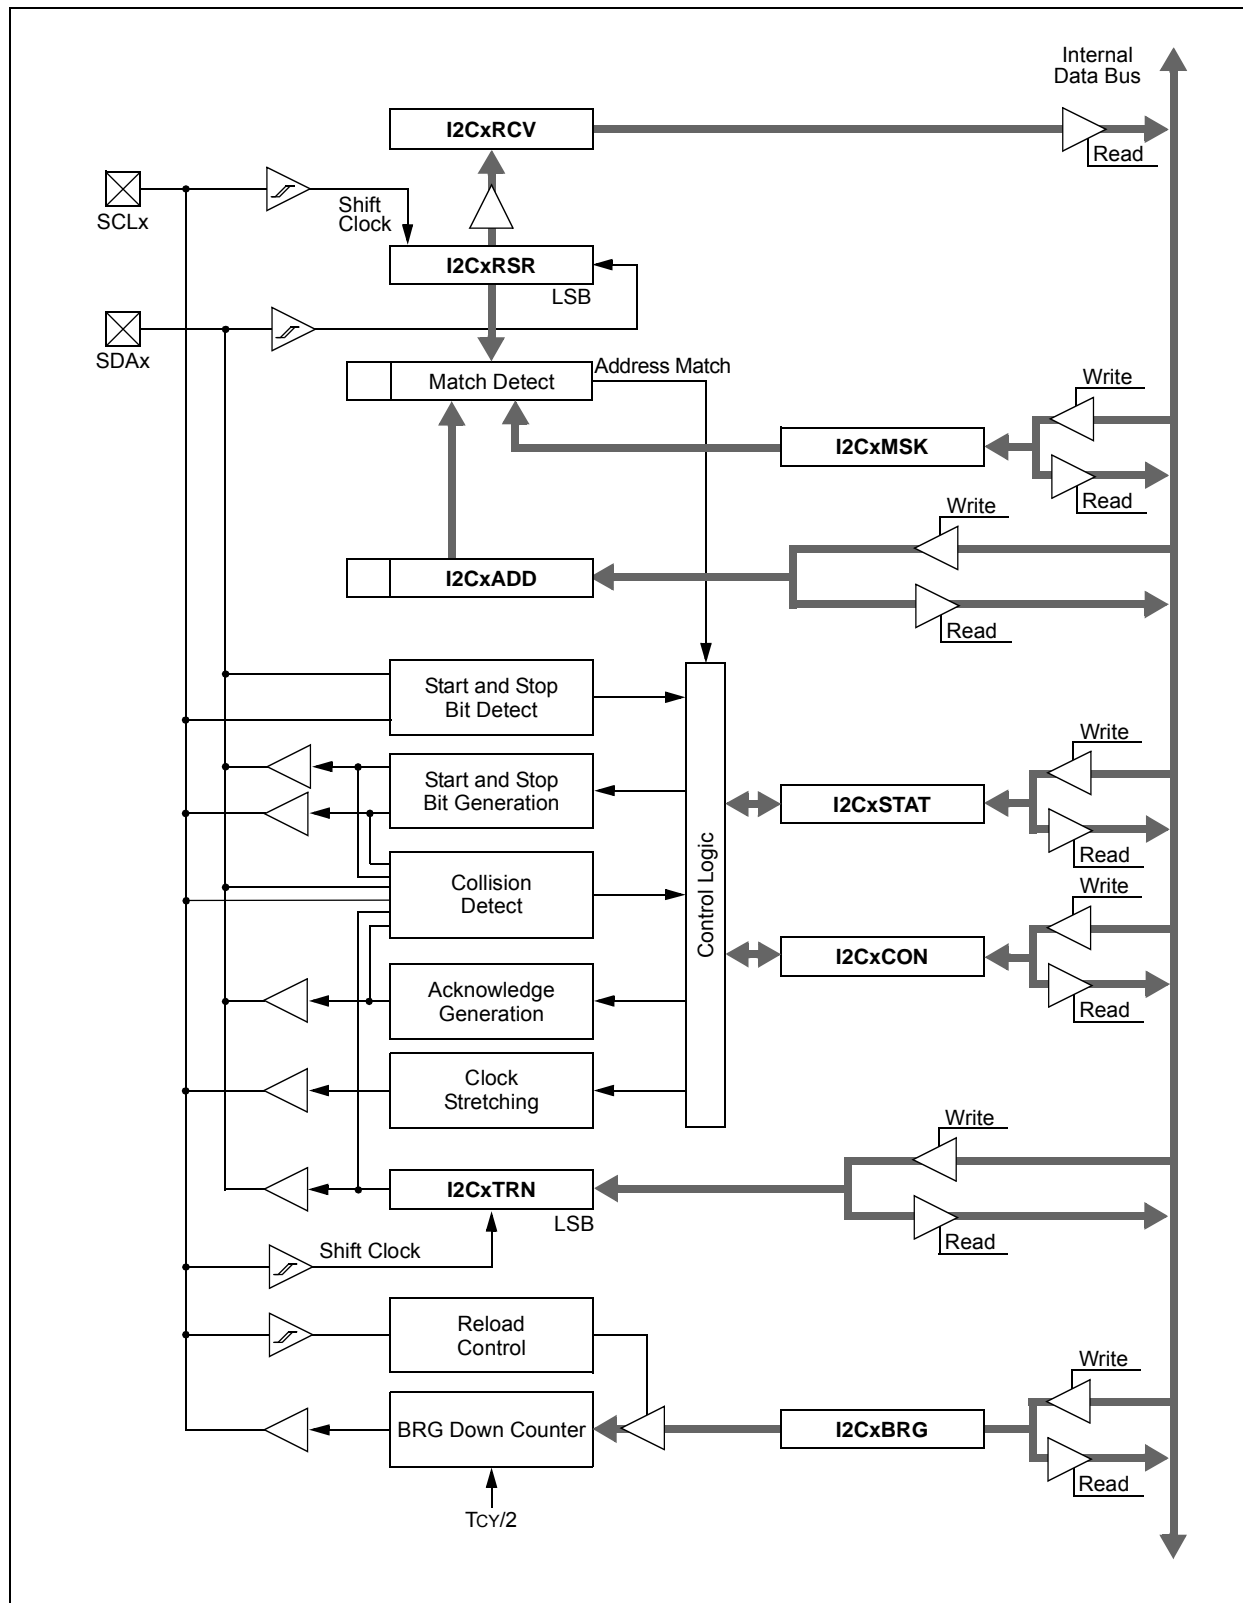 Internal
Data Bus
I2CxRCV
Read
SCLx
Shift
Clock
I2CxRSR
LSB
SDAx
Match Detect
Address Match
Write
I2CxMSK
Read
Write
I2CxADD
Read
Start and Stop
Bit Detect
Start and Stop
Bit Generation
Write
I2CxSTAT
Read
Control Logic
Collision
Detect
Write
I2CxCON
Read
Acknowledge
Generation
Clock
Stretching
Write
I2CxTRN
LSB
Read
Shift Clock
Reload
Control
Write
BRG Down Counter
I2CxBRG
Read
TCY/2